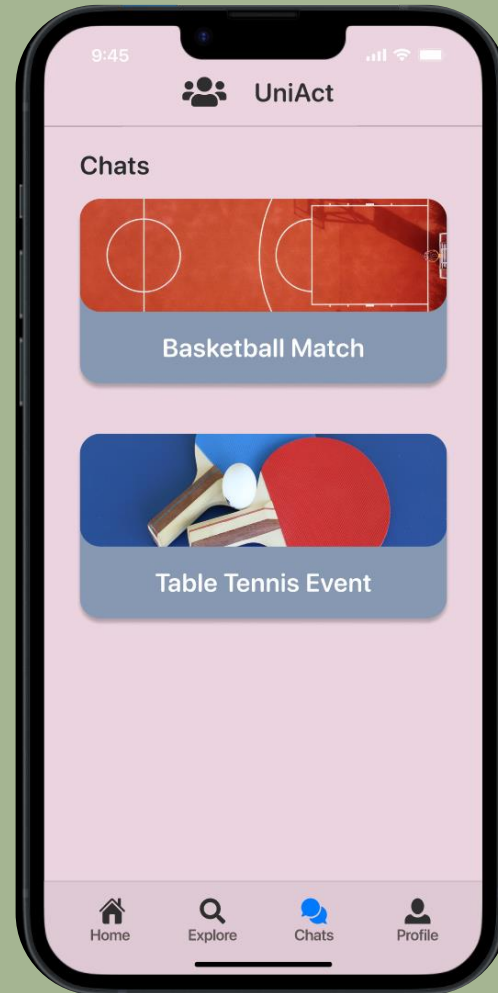 9:45
UniAct
Chats
Basketball Match
Table Tennis Event
Home Explore Chats Profile